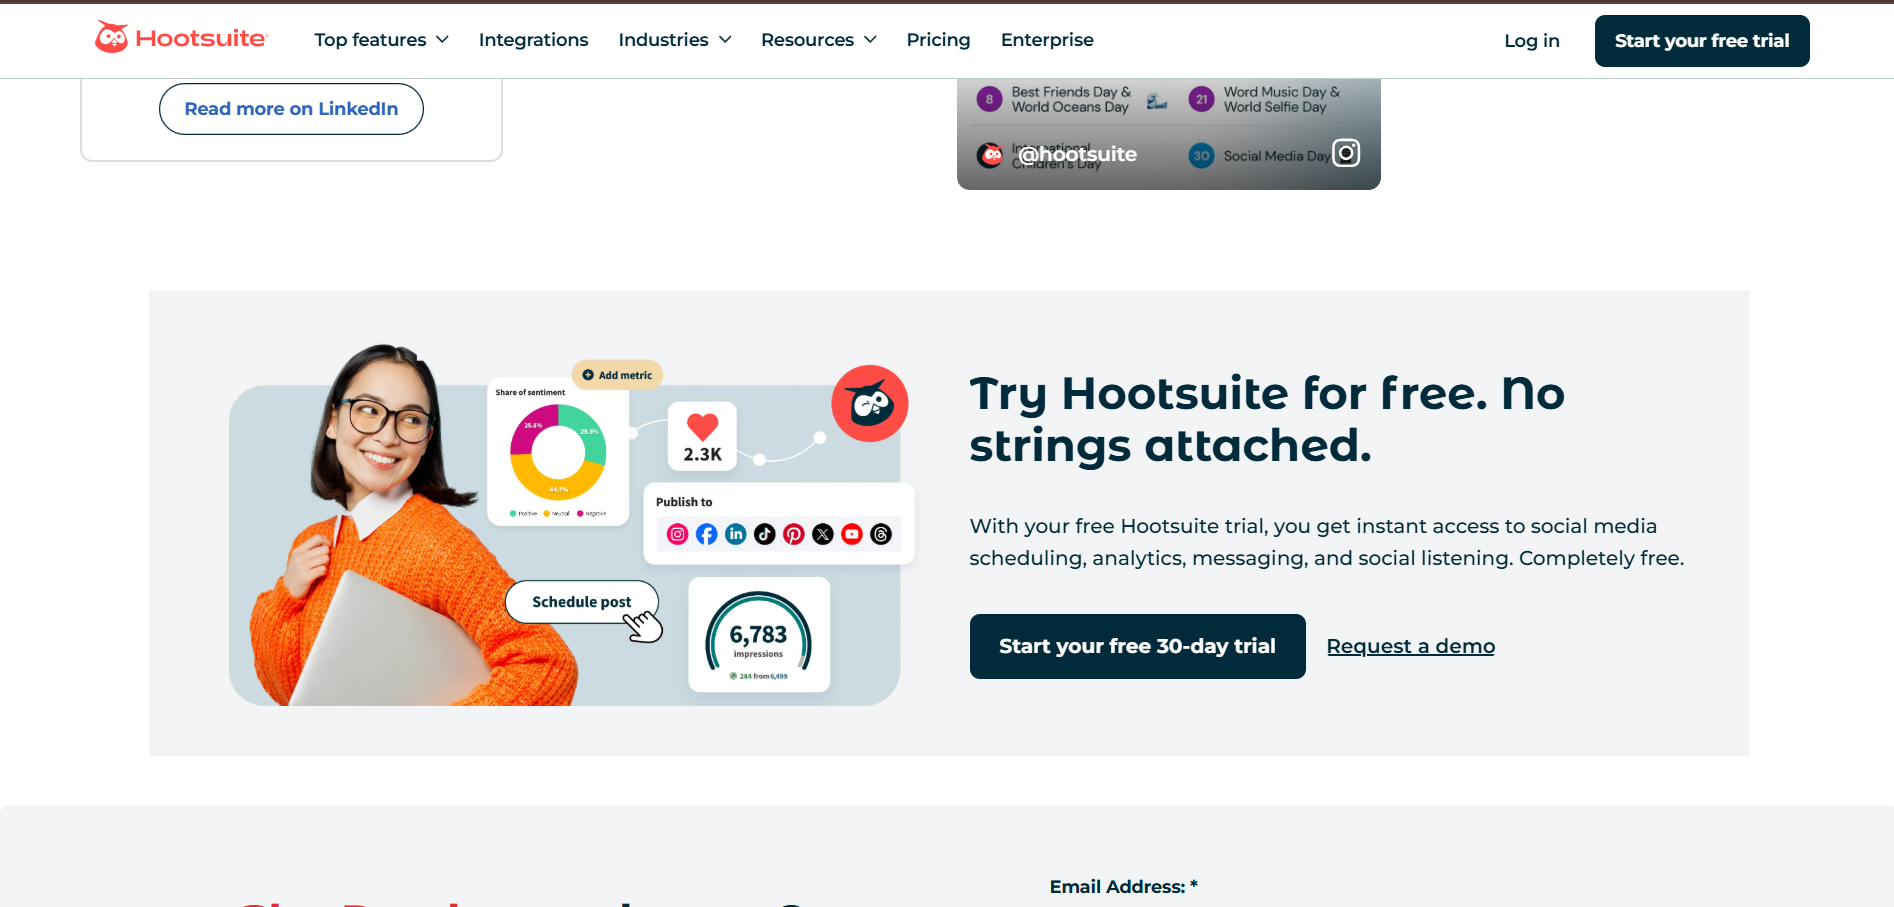 Hootsuite
Top features
Integrations
Industries
Resources
Pricing
Enterprise
Log in
Start your free trial
Read more on LinkedIn
8
Best Friends Day &
World Oceans Day
21
Word Music Day &
World Selfie Day
International
Children's Day
@hootsuite
30
Social Media Day
Add metric
Share of sentiment
25.8%
29.5%
44.7%
Positive
Neutral
Negative
2.3K
Publish to
Schedule post
6,783
impressions
284 from 6,499
Try Hootsuite for free. No
strings attached.
With your free Hootsuite trial, you get instant access to social media
scheduling, analytics, messaging, and social listening. Completely free.
Start your free 30-day trial
Request a demo
Email Address: *